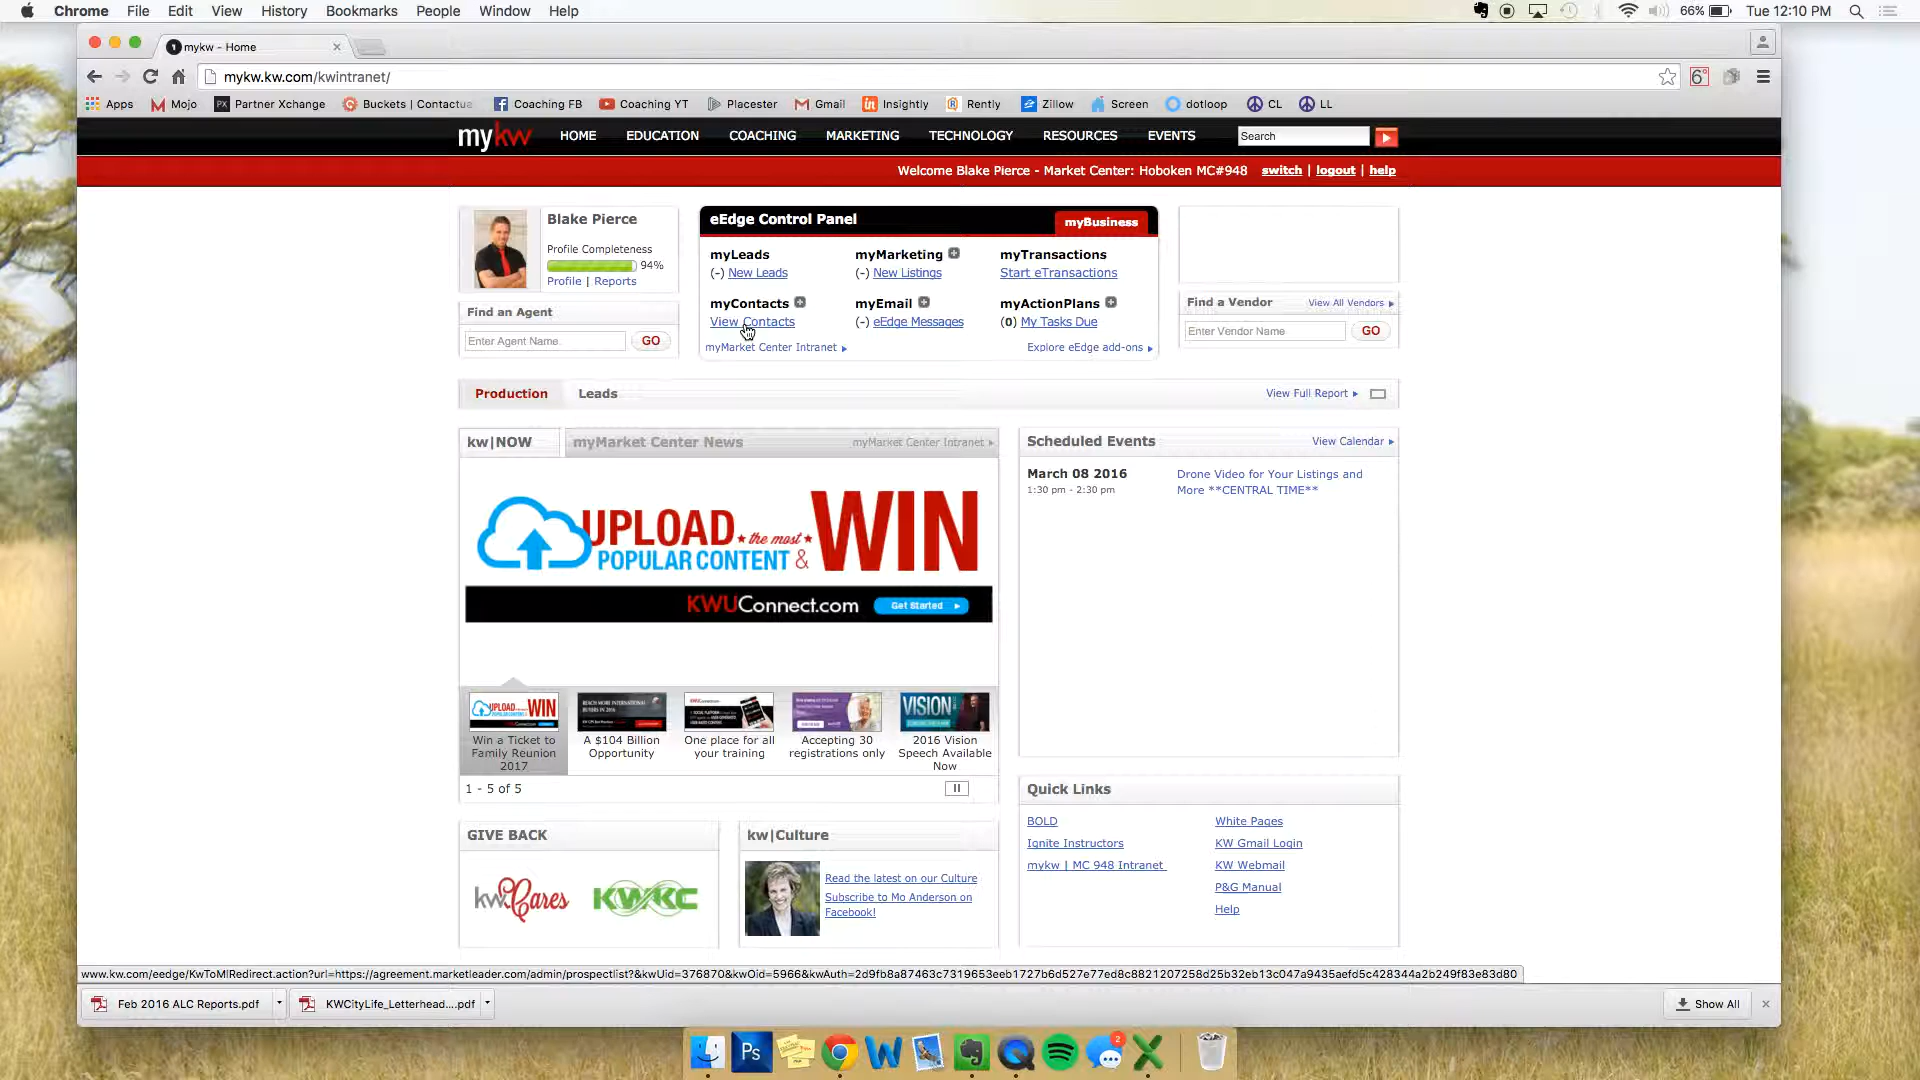 Chrome File Edit View History Bookmarks People Window Help 66% Tue 12:10 PM
mykw - Home
mykw.kw.com/kwintranet/
Apps Mojo Partner Xchange Buckets | Contactua Coaching FB Coaching YT Placester Gmail Insightly Rently Zillow Screen dotloop CL LL
mykw HOME EDUCATION COACHING MARKETING TECHNOLOGY RESOURCES EVENTS Search
Welcome Blake Pierce - Market Center: Hoboken MC#948 switch | logout | help
Blake Pierce
Profile Completeness
94%
Profile | Reports
Find an Agent
Enter Agent Name
GO
eEdge Control Panel myBusiness
myLeads myMarketing myTransactions
(-) New Leads (-) New Listings Start eTransactions
myContacts myEmail myActionPlans
View Contacts (-) eEdge Messages (0) My Tasks Due
myMarket Center Intranet Explore eEdge add-ons
Find a Vendor View All Vendors
Enter Vendor Name GO
Production Leads View Full Report
kw|NOW myMarket Center News myMarket Center Intranet
UPLOAD the most WIN
POPULAR CONTENT &
KWUConnect.com Get Started
UPLOAD the most WIN
Win a Ticket to
Family Reunion
2017
A $104 Billion
Opportunity
One place for all
your training
Accepting 30
registrations only
VISION
2016 Vision
Speech Available
Now
1 - 5 of 5
Scheduled Events View Calendar
March 08 2016
1:30 pm - 2:30 pm
Drone Video for Your Listings and
More **CENTRAL TIME**
GIVE BACK
kwCares KWKC
kw|Culture
Read the latest on our Culture
Subscribe to Mo Anderson on
Facebook!
Quick Links
BOLD White Pages
Ignite Instructors KW Gmail Login
mykw | MC 948 Intranet KW Webmail
P&G Manual
Help
www.kw.com/eedge/KwToMlRedirect.action?url=https://agreement.marketleader.com/admin/prospectlist?&kwUid=376870&kwOid=5966&kwAuth=2d9fb8a87463c7319653eeb1727b6d527e77ed8c8821207258d25b32eb13c047a9435aefd5c428344a2b249f83e83d80
Feb 2016 ALC Reports.pdf KWCityLife_Letterhead....pdf Show All
Ps W 2 X